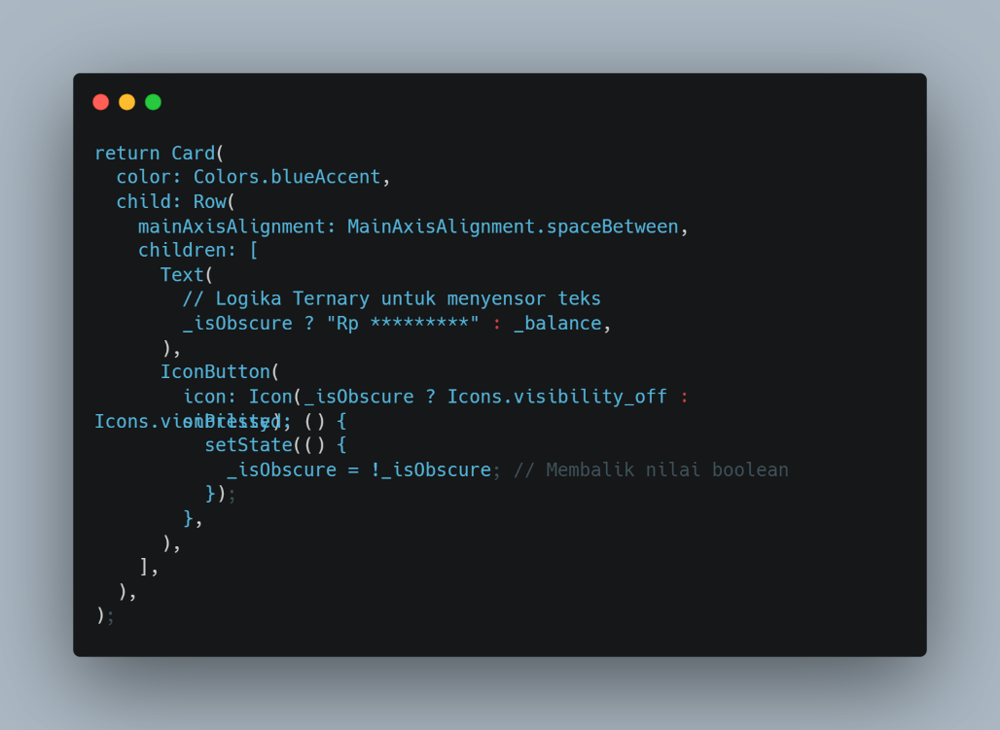 return Card(
  color: Colors.blueAccent,
  child: Row(
    mainAxisAlignment: MainAxisAlignment.spaceBetween,
    children: [
      Text(
        // Logika Ternary untuk menyensor teks
        _isObscure ? "Rp *********" : _balance,
      ),
      IconButton(
        icon: Icon(_isObscure ? Icons.visibility_off :
Icons.visibility),
        onPressed: () {
          setState(() {
            _isObscure = !_isObscure; // Membalik nilai boolean
          });
        },
      ),
    ],
  ),
);